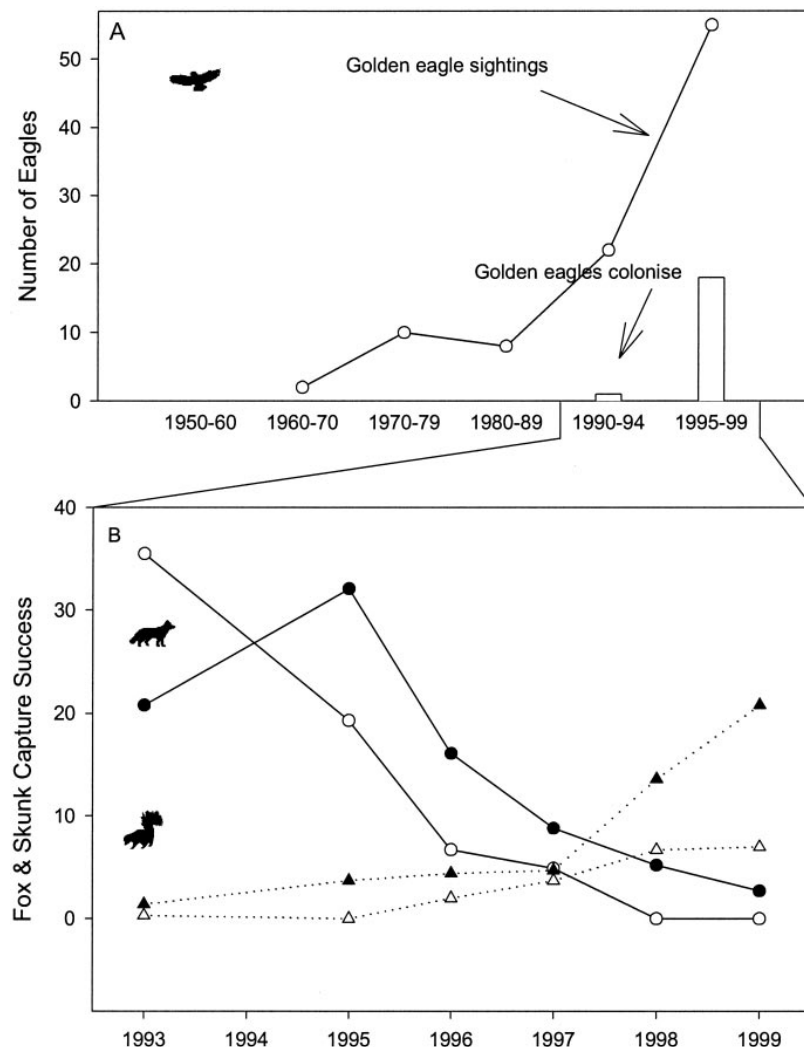 A
Golden eagle sightings
Golden eagles colonise
Number of Eagles
50
40
30
20
10
0
1950-60 1960-70 1970-79 1980-89 1990-94 1995-99
B
Fox & Skunk Capture Success
40
30
20
10
0
1993 1994 1995 1996 1997 1998 1999